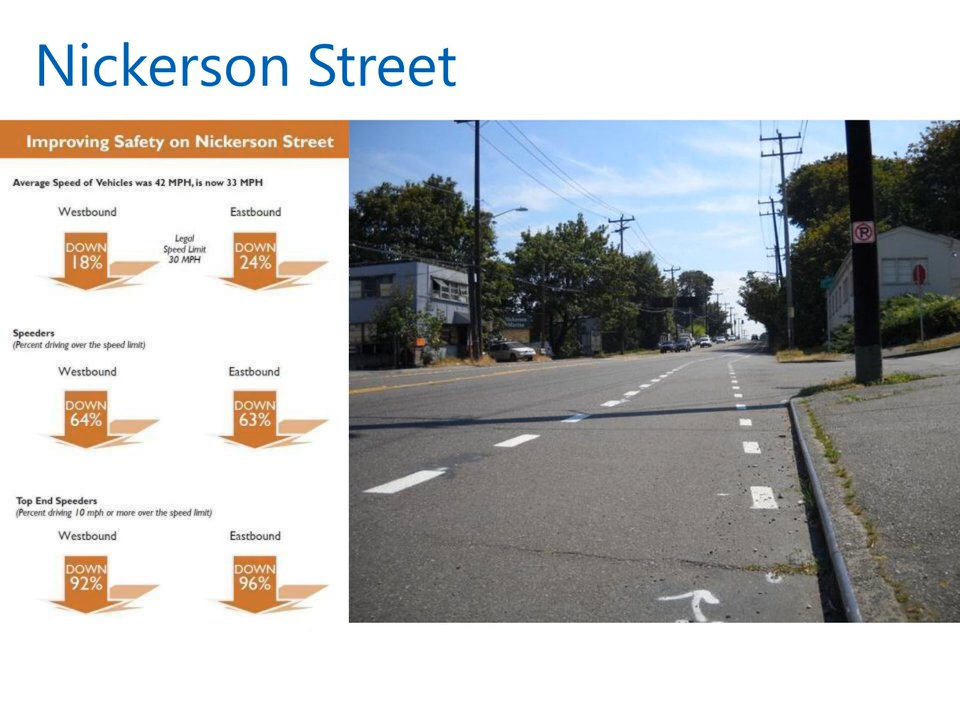 Nickerson Street
Improving Safety on Nickerson Street
Average Speed of Vehicles was 42 MPH, is now 33 MPH
Westbound
Eastbound
DOWN
18%
Legal
Speed Limit
30 MPH
DOWN
24%
Speeders
(Percent driving over the speed limit)
Westbound
Eastbound
DOWN
64%
DOWN
63%
Top End Speeders
(Percent driving 10 mph or more over the speed limit)
Westbound
Eastbound
DOWN
92%
DOWN
96%
P